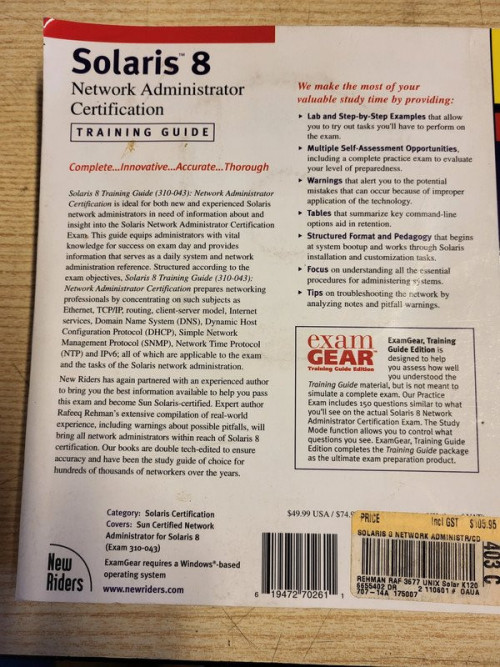 Solaris™ 8
Network Administrator
Certification
TRAINING GUIDE
Complete...Innovative...Accurate...Thorough
Solaris 8 Training Guide (310-043): Network Administrator
Certification is ideal for both new and experienced Solaris
network administrators in need of information about and
insight into the Solaris Network Administrator Certification
Exam. This guide equips administrators with vital
knowledge for success on exam day and provides
information that serves as a daily system and network
administration reference. Structured according to the
exam objectives, Solaris 8 Training Guide (310-043):
Network Administrator Certification prepares networking
professionals by concentrating on such subjects as
Ethernet, TCP/IP, routing, client-server model, Internet
services, Domain Name System (DNS), Dynamic Host
Configuration Protocol (DHCP), Simple Network
Management Protocol (SNMP), Network Time Protocol
(NTP) and IPv6; all of which are applicable to the exam
and the tasks of the Solaris network administration.
New Riders has again partnered with an experienced author
to bring you the best information available to help you pass
this exam and become Sun Solaris-certified. Expert author
Rafeeq Rehman's extensive compilation of real-world
experience, including warnings about possible pitfalls, will
bring all network administrators within reach of Solaris 8
certification. Our books are double tech-edited to ensure
accuracy and have been the study guide of choice for
hundreds of thousands of networkers over the years.
We make the most of your
valuable study time by providing:
▸ Lab and Step-by-Step Examples that allow
you to try out tasks you'll have to perform on
the exam.
▸ Multiple Self-Assessment Opportunities,
including a complete practice exam to evaluate
your level of preparedness.
▸ Warnings that alert you to the potential
mistakes that can occur because of improper
application of the technology.
▸ Tables that summarize key command-line
options aid in retention.
▸ Structured Format and Pedagogy that begins
at system bootup and works through Solaris
installation and customization tasks.
▸ Focus on understanding all the essential
procedures for administering systems.
▸ Tips on troubleshooting the network by
analyzing notes and pitfall warnings.
exam
GEAR™
Training Guide Edition
ExamGear, Training
Guide Edition is
designed to help
you assess how well
you understood the
Training Guide material, but is not meant to
simulate a complete exam. Our Practice
Exam includes 150 questions similar to what
you'll see on the actual Solaris 8 Network
Administrator Certification Exam. The Study
Mode function allows you to control what
questions you see. ExamGear, Training Guide
Edition completes the Training Guide package
as the ultimate exam preparation product.
Category: Solaris Certification
Covers: Sun Certified Network
Administrator for Solaris 8
(Exam 310-043)
ExamGear requires a Windows®-based
operating system
www.newriders.com
New
Riders
$49.99 USA / $74.9
6 19472 70261
PRICE Incl GST $105.95
SOLARIS 8 NETWORK ADMINISTR/CD
403 C
REHMAN RAF 3677 UNIX Solar K120
6655402 OR
707-14A 175007 2 110601 # OAUA